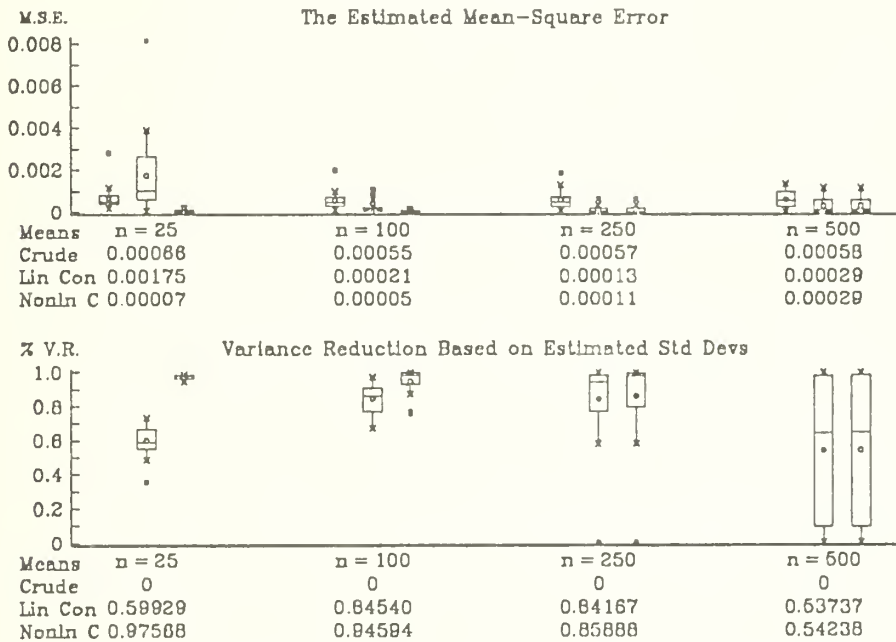 M.S.E. The Estimated Mean-Square Error
0.008
0.006
0.004
0.002
0
Means n = 25 n = 100 n = 250 n = 500
Crude 0.00066 0.00055 0.00057 0.00058
Lin Con 0.00175 0.00021 0.00013 0.00029
Nonln C 0.00007 0.00005 0.00011 0.00029
% V.R. Variance Reduction Based on Estimated Std Devs
1.0
0.8
0.6
0.4
0.2
0
Means n = 25 n = 100 n = 250 n = 500
Crude 0 0 0 0
Lin Con 0.59929 0.84540 0.84167 0.53737
Nonln C 0.97568 0.94594 0.85888 0.54238